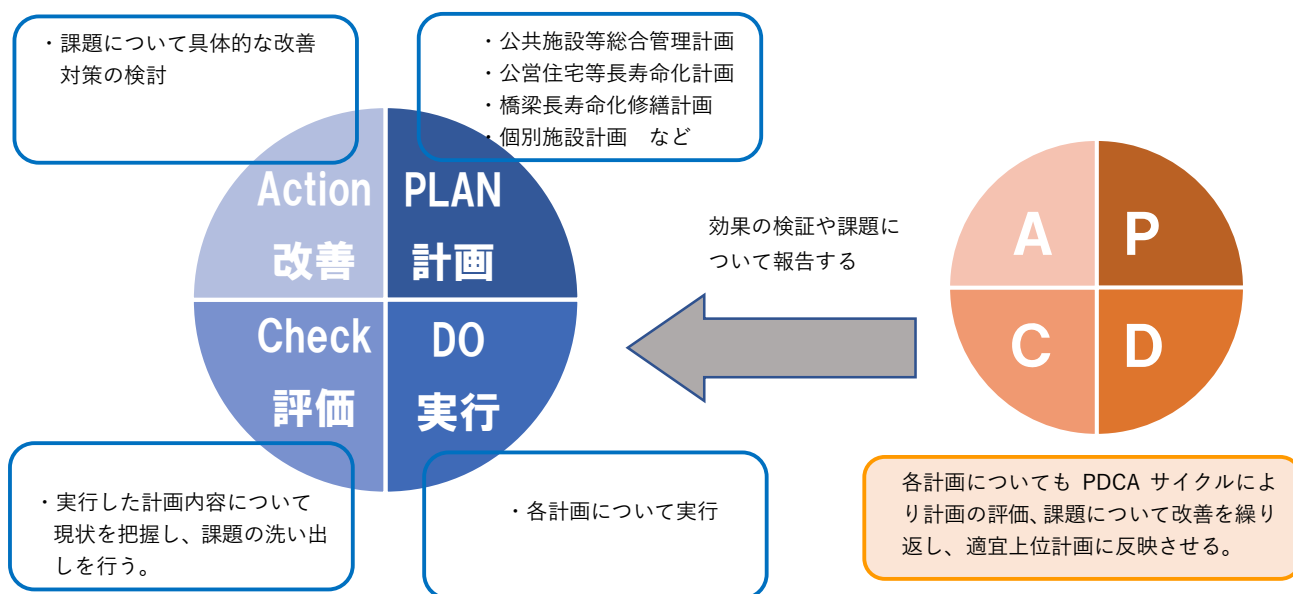 ・課題について具体的な改善
対策の検討
・公共施設等総合管理計画
・公営住宅等長寿命化計画
・橋梁長寿命化修繕計画
・個別施設計画　など
Action
改善
PLAN
計画
Check
評価
DO
実行
効果の検証や課題に
ついて報告する
A
P
C
D
・実行した計画内容について
現状を把握し、課題の洗い出
しを行う。
・各計画について実行
各計画についても PDCA サイクルによ
り計画の評価、課題について改善を繰り
返し、適宜上位計画に反映させる。